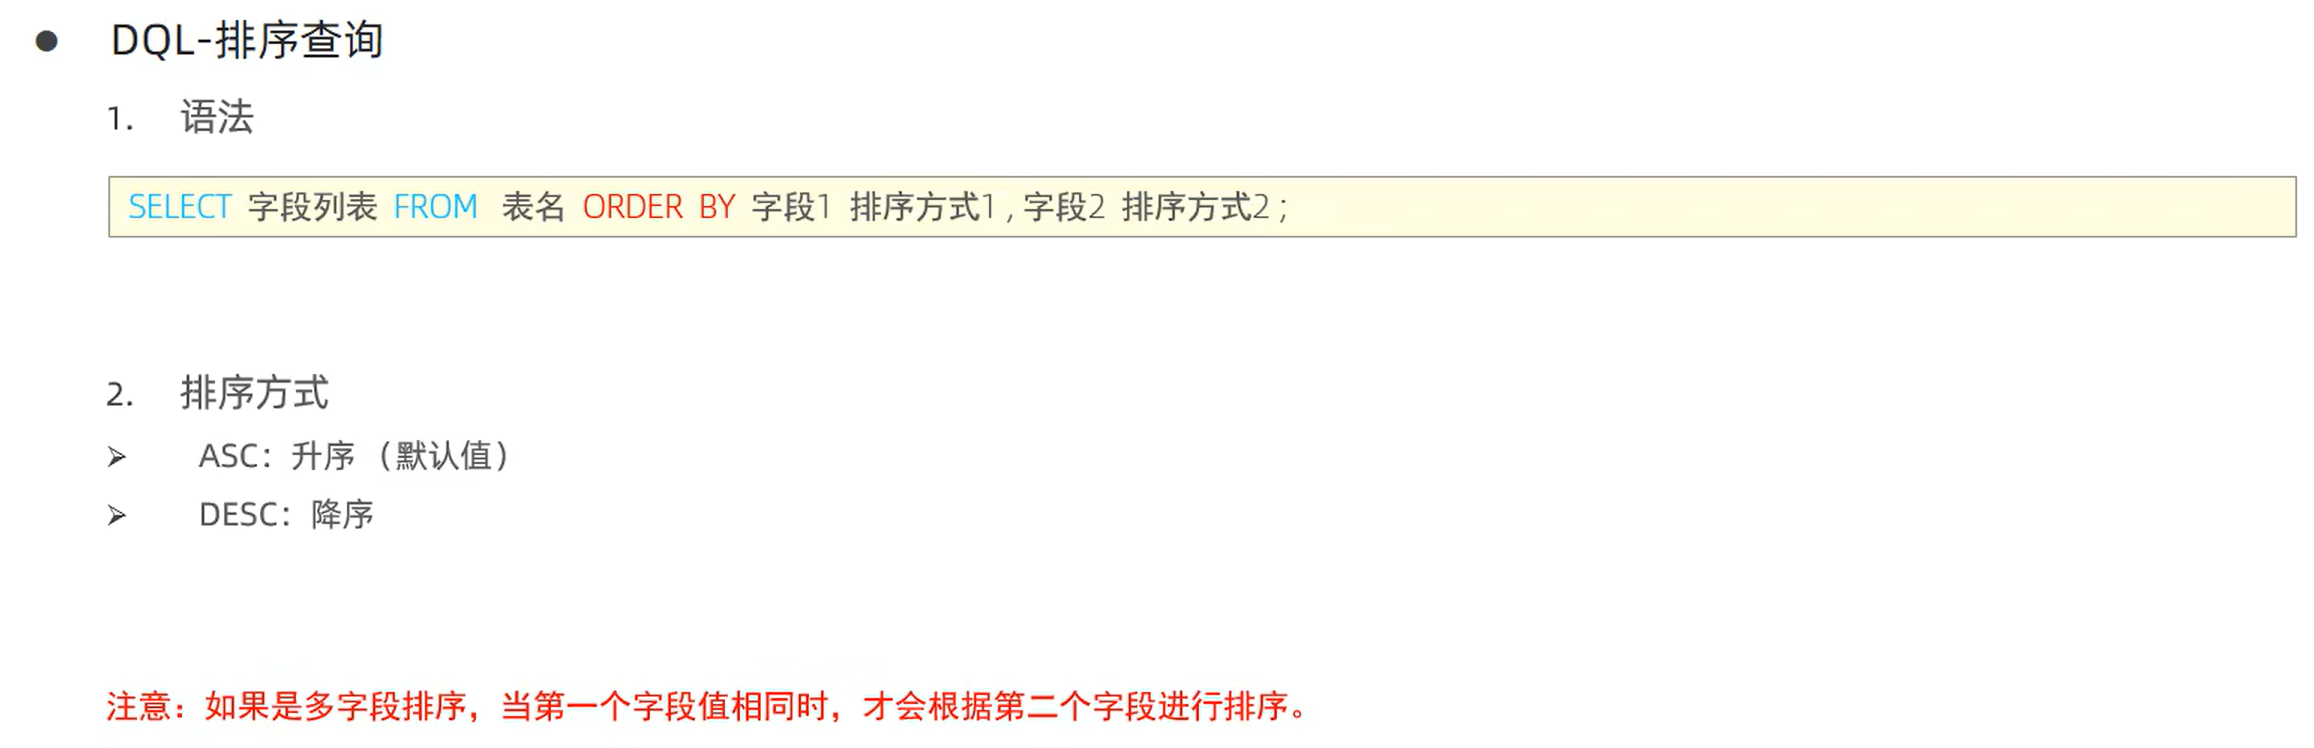 ● DQL-排序查询
1. 语法
SELECT 字段列表 FROM 表名 ORDER BY 字段1 排序方式1 , 字段2 排序方式2 ;
2. 排序方式
➢ ASC：升序（默认值）
➢ DESC：降序
注意：如果是多字段排序，当第一个字段值相同时，才会根据第二个字段进行排序。